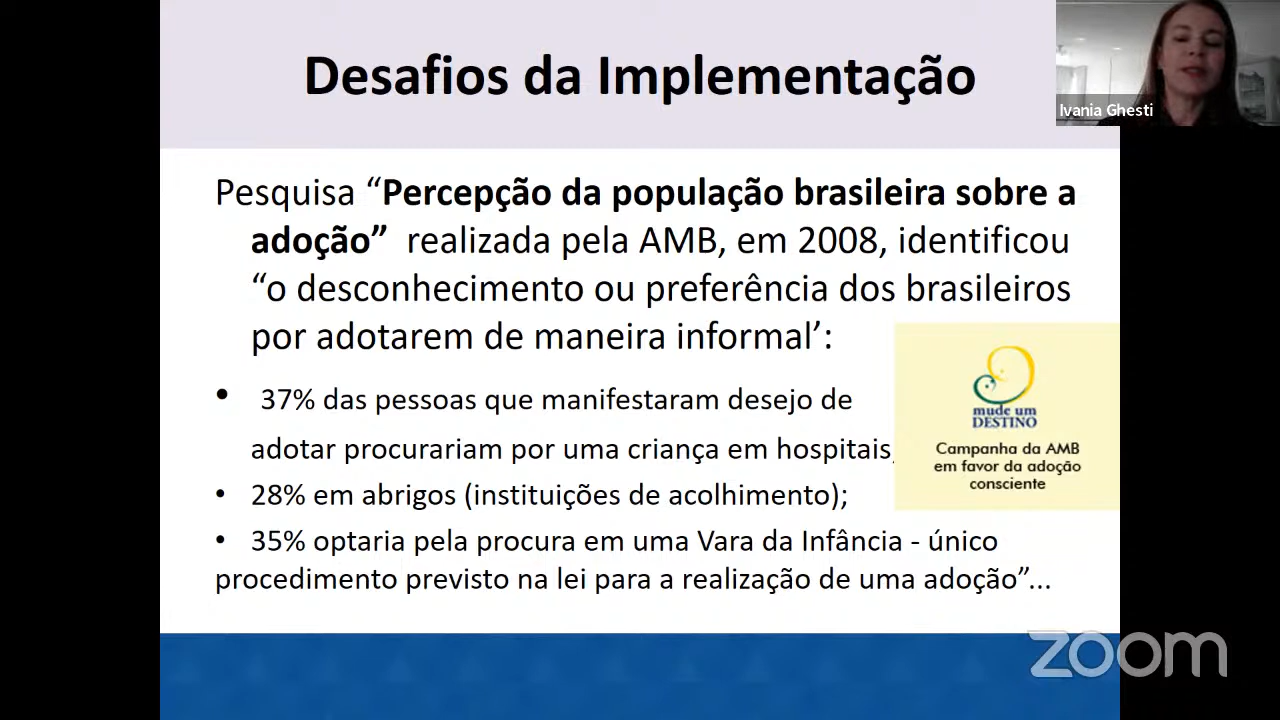 Desafios da Implementação
Ivania Ghesti
Pesquisa “Percepção da população brasileira sobre a
adoção” realizada pela AMB, em 2008, identificou
“o desconhecimento ou preferência dos brasileiros
por adotarem de maneira informal’:
• 37% das pessoas que manifestaram desejo de
adotar procurariam por uma criança em hospitais;
• 28% em abrigos (instituições de acolhimento);
• 35% optaria pela procura em uma Vara da Infância - único
procedimento previsto na lei para a realização de uma adoção”...
mude um
DESTINO
Campanha da AMB
em favor da adoção
consciente
zoom